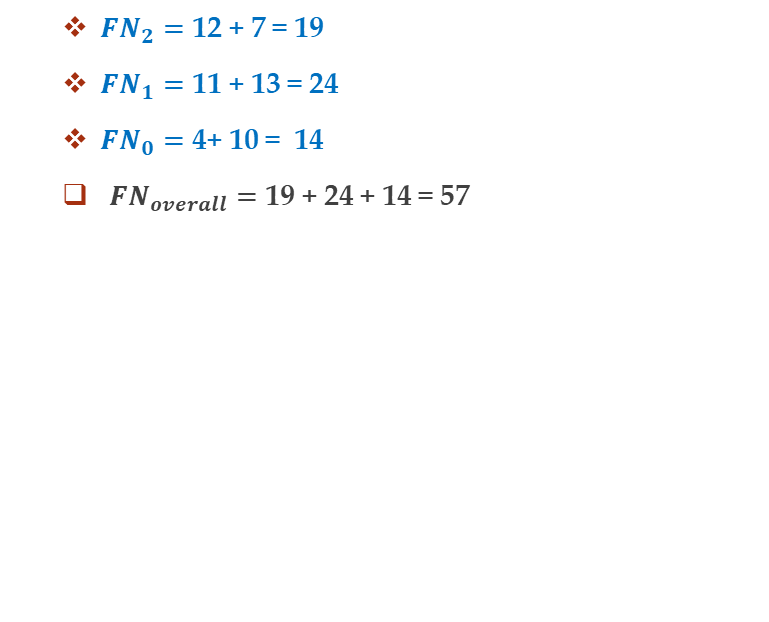 ❖ FN₂ = 12 + 7 = 19
❖ FN₁ = 11 + 13 = 24
❖ FN₀ = 4+ 10 = 14
❑ FNoverall = 19 + 24 + 14 = 57